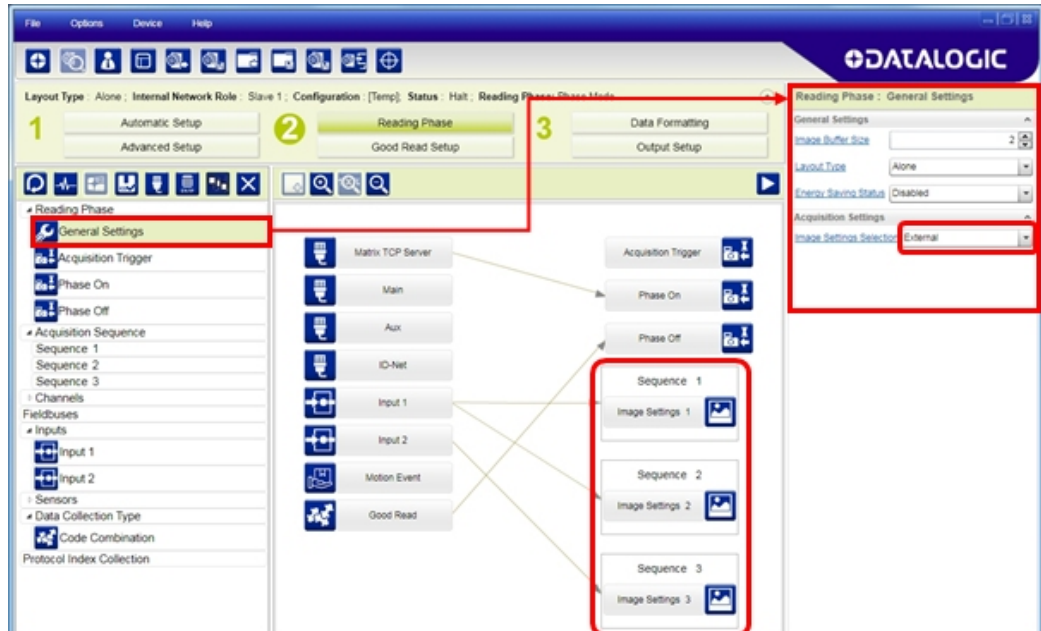 File Options Device Help
DATALOGIC
Layout Type : Alone ; Internal Network Role : Slave 1 ; Configuration : [Temp]; Status : Halt ; Reading Phase: Phase Mode
1
Automatic Setup
Advanced Setup
2
Reading Phase
Good Read Setup
3
Data Formatting
Output Setup
Reading Phase
General Settings
Acquisition Trigger
Phase On
Phase Off
Acquisition Sequence
Sequence 1
Sequence 2
Sequence 3
Channels
Fieldbuses
Inputs
Input 1
Input 2
Sensors
Data Collection Type
Code Combination
Protocol Index Collection
Matrix TCP Server
Main
Aux
ID-Net
Input 1
Input 2
Motion Event
Good Read
Acquisition Trigger
Phase On
Phase Off
Sequence 1
Image Settings 1
Sequence 2
Image Settings 2
Sequence 3
Image Settings 3
Reading Phase : General Settings
General Settings
Image Buffer Size 2
Layout Type Alone
Energy Saving Status Disabled
Acquisition Settings
Image Settings Selection External